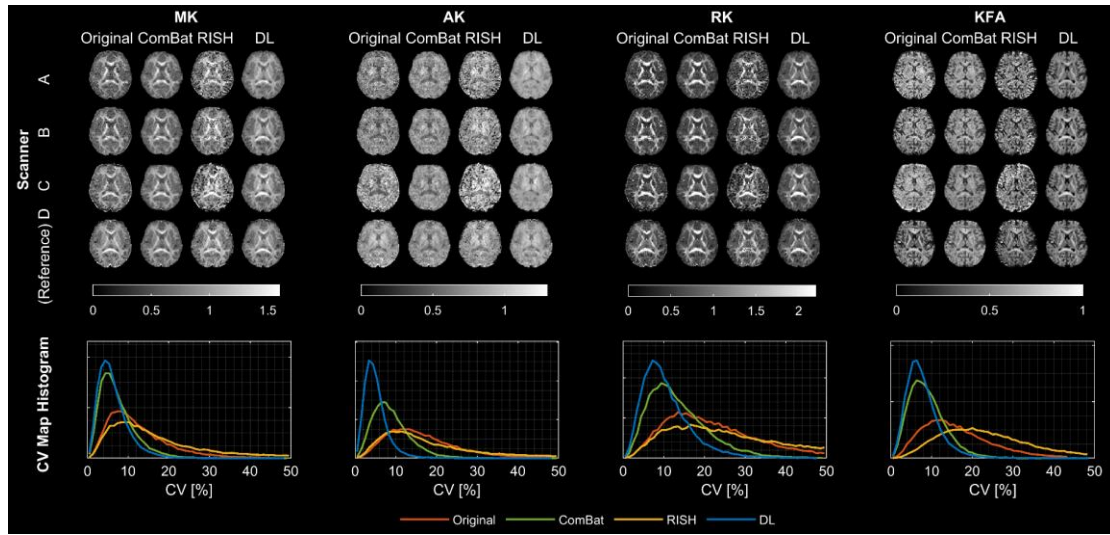 MK AK RK KFA
Original ComBat RISH DL Original ComBat RISH DL Original ComBat RISH DL Original ComBat RISH DL
Scanner
A
B
C
(Reference) D
0 0.5 1 1.5 0 0.5 1 0 0.5 1 1.5 2 0 0.5 1
CV Map Histogram
0 10 20 30 40 50 0 10 20 30 40 50 0 10 20 30 40 50 0 10 20 30 40 50
CV [%] CV [%] CV [%] CV [%]
Original ComBat RISH DL